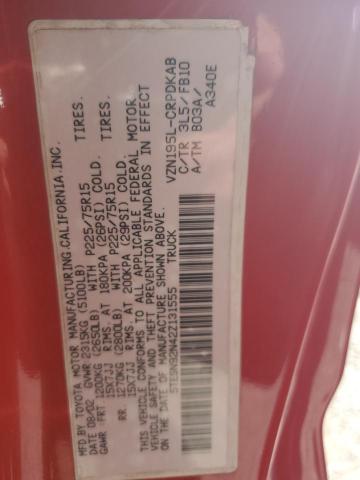 MFD BY TOYOTA MOTOR MANUFACTURING.CALIFORNIA.INC.
DATE 08/02 GVWR 2315KG (5100LB)
GAWR FRT 1200KG (2650LB) WITH P225/75R15 TIRES.
15X7JJ RIMS AT 180KPA (26PSI) COLD.
RR 1270KG (2800LB) WITH P225/75R15 TIRES.
15X7JJ RIMS AT 200KPA (29PSI) COLD.
THIS VEHICLE CONFORMS TO ALL APPLICABLE FEDERAL MOTOR
VEHICLE SAFETY AND THEFT PREVENTION STANDARDS IN EFFECT
ON THE DATE OF MANUFACTURE SHOWN ABOVE.
5TESN92N42Z131555 TRUCK
VZN195L-CRPDKAB
C/TR 3L5/FB10
A/TM B03A/
A340E